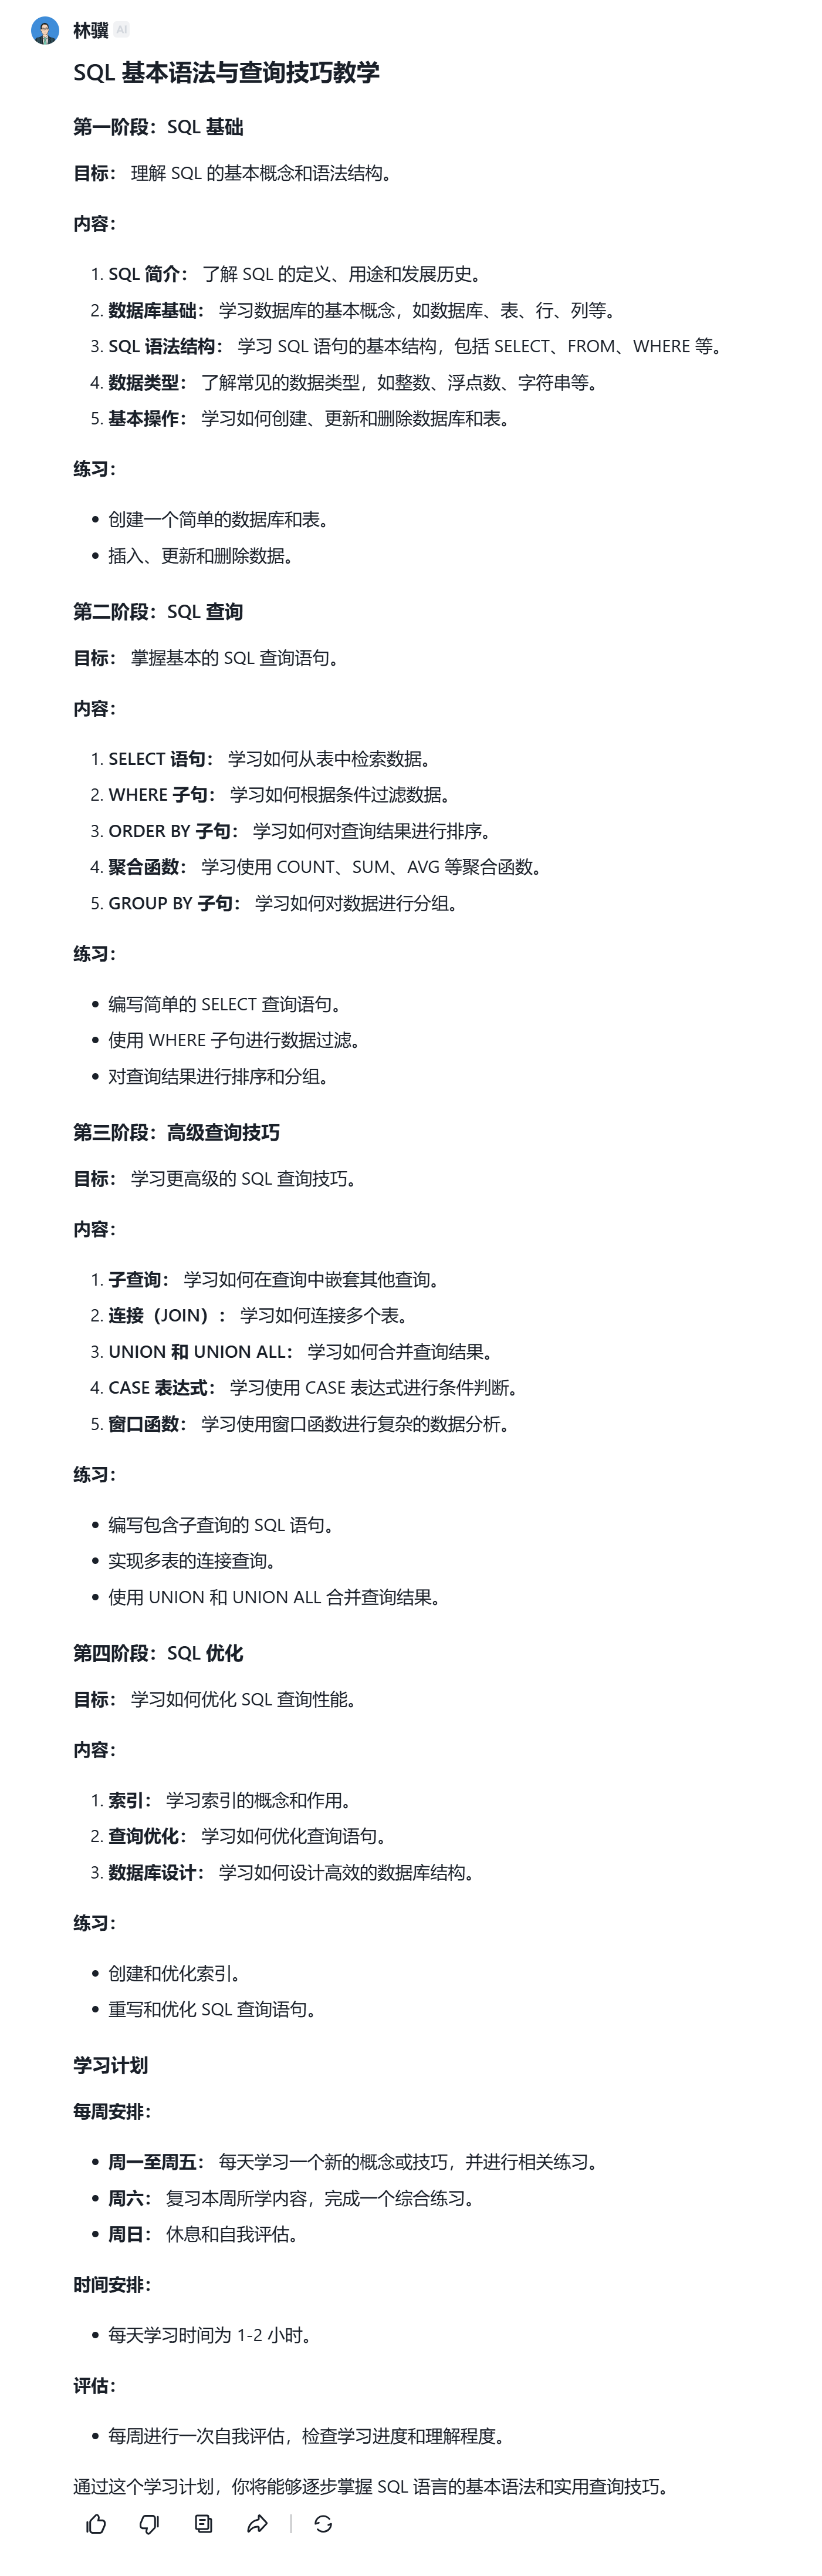 林骥 AI
SQL 基本语法与查询技巧教学
第一阶段：SQL 基础
目标： 理解 SQL 的基本概念和语法结构。
内容：
1. SQL 简介： 了解 SQL 的定义、用途和发展历史。
2. 数据库基础： 学习数据库的基本概念，如数据库、表、行、列等。
3. SQL 语法结构： 学习 SQL 语句的基本结构，包括 SELECT、FROM、WHERE 等。
4. 数据类型： 了解常见的数据类型，如整数、浮点数、字符串等。
5. 基本操作： 学习如何创建、更新和删除数据库和表。
练习：
• 创建一个简单的数据库和表。
• 插入、更新和删除数据。
第二阶段：SQL 查询
目标： 掌握基本的 SQL 查询语句。
内容：
1. SELECT 语句： 学习如何从表中检索数据。
2. WHERE 子句： 学习如何根据条件过滤数据。
3. ORDER BY 子句： 学习如何对查询结果进行排序。
4. 聚合函数： 学习使用 COUNT、SUM、AVG 等聚合函数。
5. GROUP BY 子句： 学习如何对数据进行分组。
练习：
• 编写简单的 SELECT 查询语句。
• 使用 WHERE 子句进行数据过滤。
• 对查询结果进行排序和分组。
第三阶段：高级查询技巧
目标： 学习更高级的 SQL 查询技巧。
内容：
1. 子查询： 学习如何在查询中嵌套其他查询。
2. 连接（JOIN）： 学习如何连接多个表。
3. UNION 和 UNION ALL： 学习如何合并查询结果。
4. CASE 表达式： 学习使用 CASE 表达式进行条件判断。
5. 窗口函数： 学习使用窗口函数进行复杂的数据分析。
练习：
• 编写包含子查询的 SQL 语句。
• 实现多表的连接查询。
• 使用 UNION 和 UNION ALL 合并查询结果。
第四阶段：SQL 优化
目标： 学习如何优化 SQL 查询性能。
内容：
1. 索引： 学习索引的概念和作用。
2. 查询优化： 学习如何优化查询语句。
3. 数据库设计： 学习如何设计高效的数据库结构。
练习：
• 创建和优化索引。
• 重写和优化 SQL 查询语句。
学习计划
每周安排：
• 周一至周五： 每天学习一个新的概念或技巧，并进行相关练习。
• 周六： 复习本周所学内容，完成一个综合练习。
• 周日： 休息和自我评估。
时间安排：
• 每天学习时间为 1-2 小时。
评估：
• 每周进行一次自我评估，检查学习进度和理解程度。
通过这个学习计划，你将能够逐步掌握 SQL 语言的基本语法和实用查询技巧。